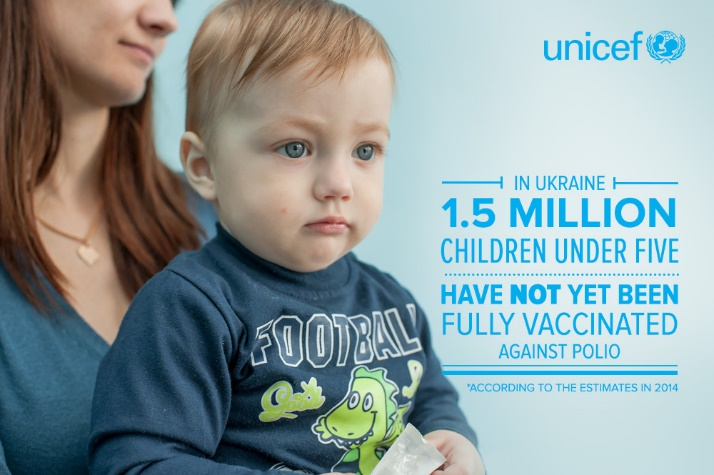 unicef
IN UKRAINE
1.5 MILLION
CHILDREN UNDER FIVE
HAVE NOT YET BEEN
FULLY VACCINATED
AGAINST POLIO
*ACCORDING TO THE ESTIMATES IN 2014
FOOTBALL